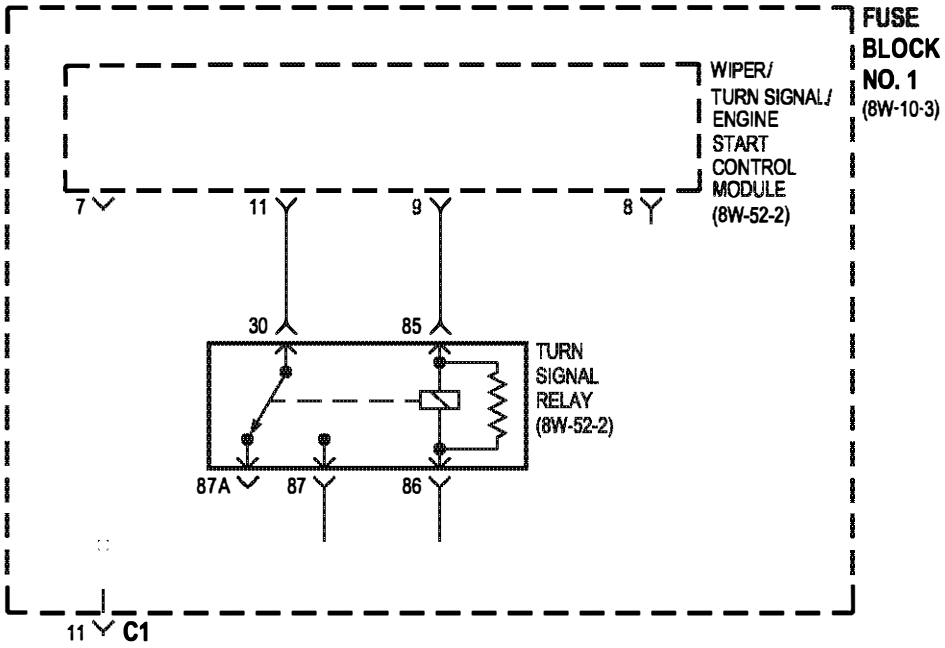 FUSE
BLOCK
NO. 1
(8W-10-3)
WIPER/
TURN SIGNAL/
ENGINE
START
CONTROL
MODULE
(8W-52-2)
7 11 9 8
30 85
TURN
SIGNAL
RELAY
(8W-52-2)
87A 87 86
11 C1